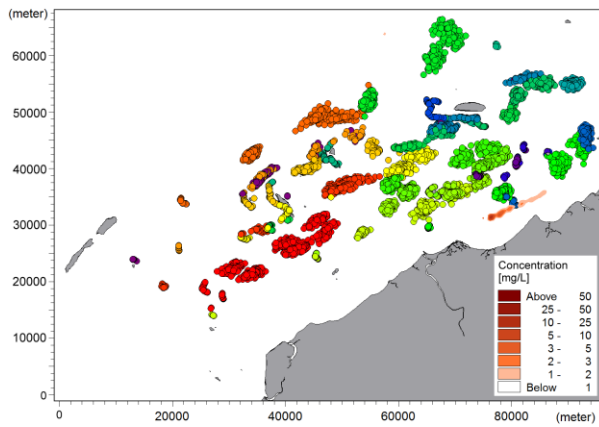 (meter)
60000
50000
40000
30000
20000
10000
0
0 20000 40000 60000 80000 (meter)
Concentration
[mg/L]
Above 50
25 - 50
10 - 25
5 - 10
3 - 5
2 - 3
1 - 2
Below 1